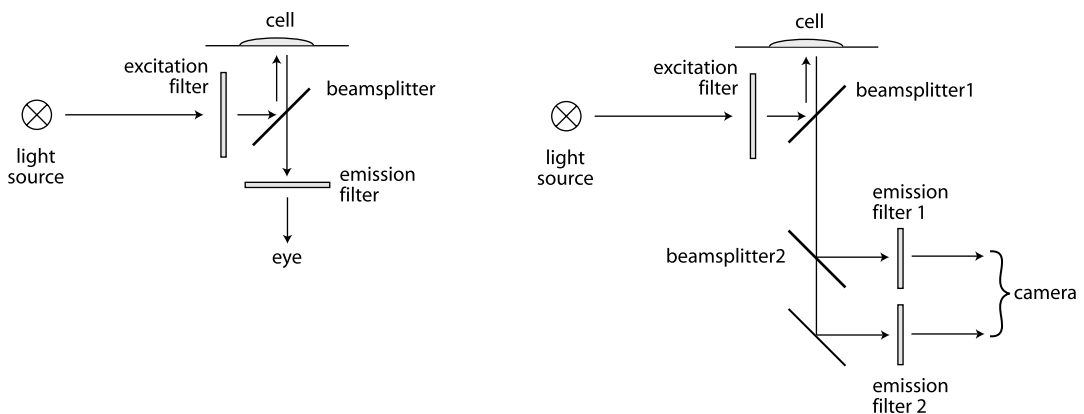 cell
excitation
filter
beamsplitter
light
source
emission
filter
eye
cell
excitation
filter
beamsplitter1
light
source
emission
filter 1
beamsplitter2
camera
emission
filter 2